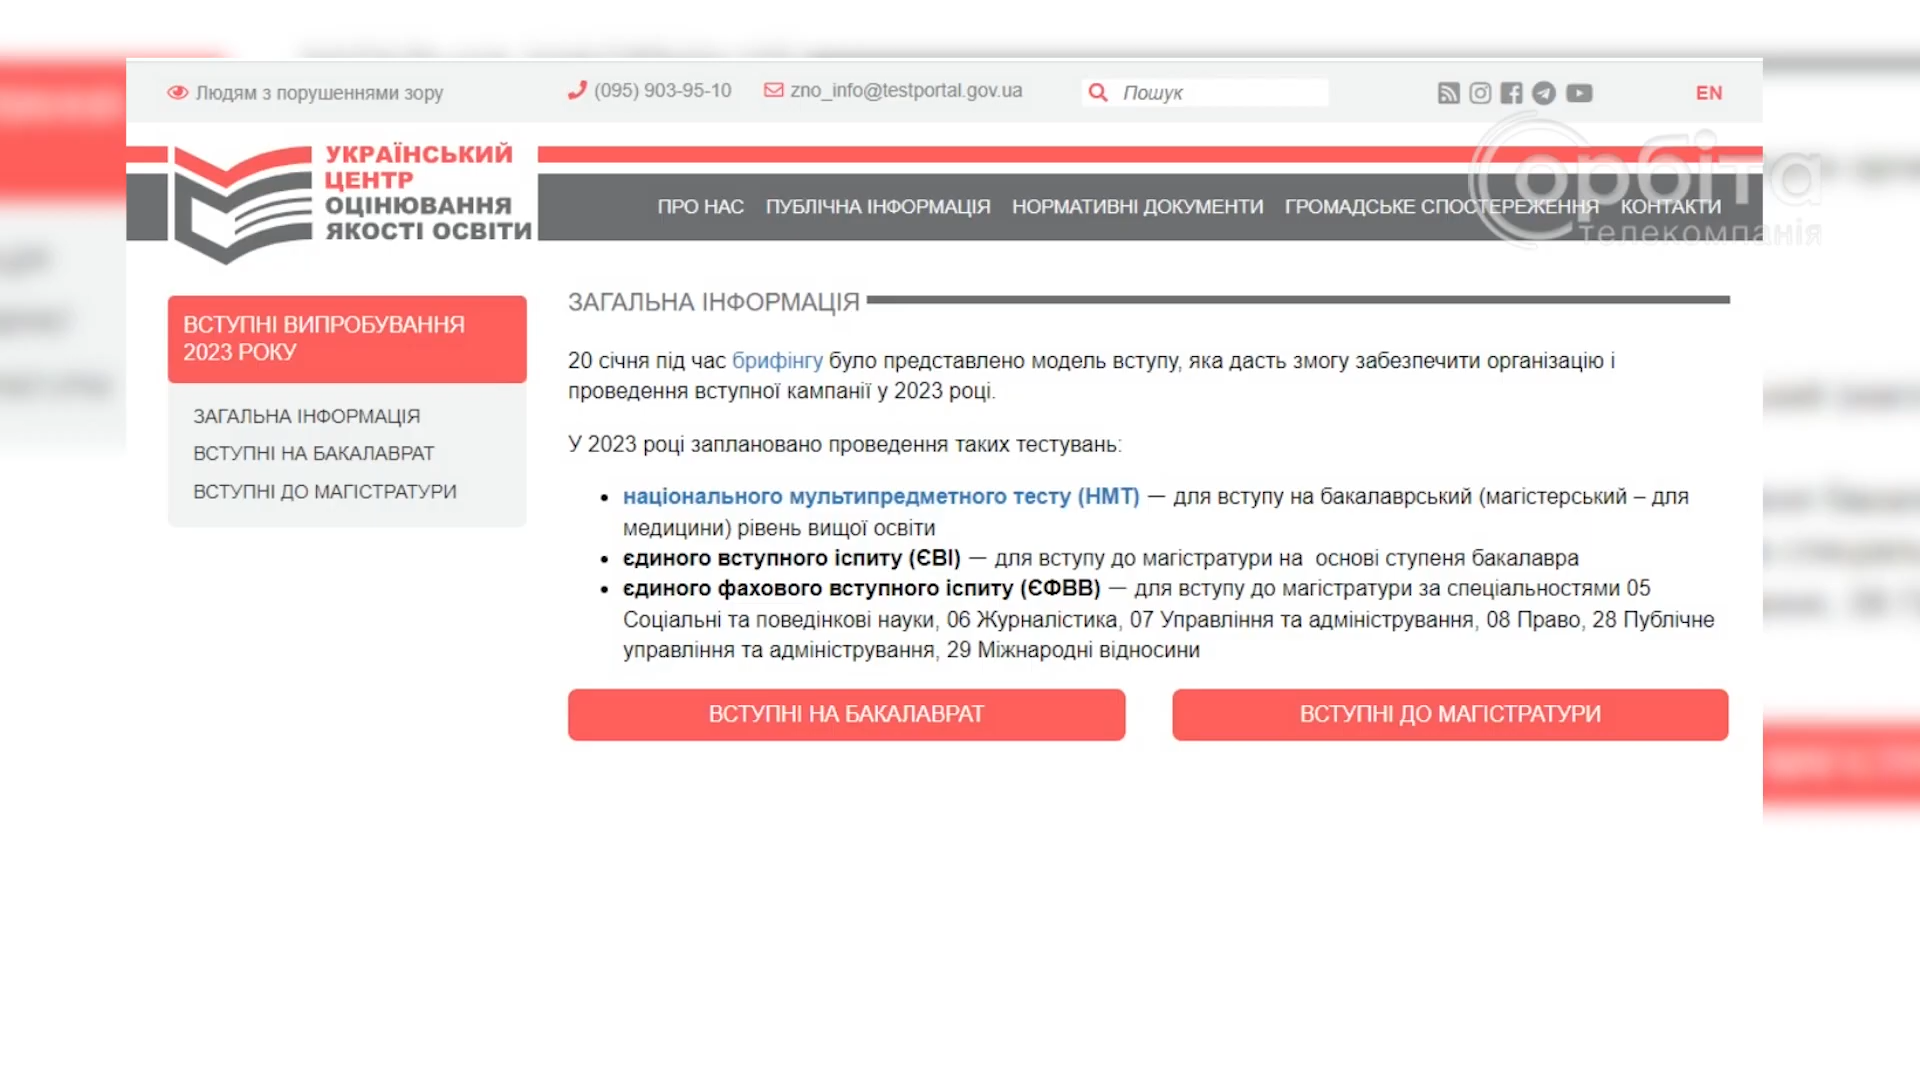 Людям з порушеннями зору
(095) 903-95-10
zno_info@testportal.gov.ua
Пошук
EN
УКРАЇНСЬКИЙ
ЦЕНТР
ОЦІНЮВАННЯ
ЯКОСТІ ОСВІТИ
ПРО НАС ПУБЛІЧНА ІНФОРМАЦІЯ НОРМАТИВНІ ДОКУМЕНТИ ГРОМАДСЬКЕ СПОСТЕРЕЖЕННЯ КОНТАКТИ
орбіта
телекомпанія
ВСТУПНІ ВИПРОБУВАННЯ
2023 РОКУ
ЗАГАЛЬНА ІНФОРМАЦІЯ
ВСТУПНІ НА БАКАЛАВРАТ
ВСТУПНІ ДО МАГІСТРАТУРИ
ЗАГАЛЬНА ІНФОРМАЦІЯ
20 січня під час брифінгу було представлено модель вступу, яка дасть змогу забезпечити організацію і
проведення вступної кампанії у 2023 році.
У 2023 році заплановано проведення таких тестувань:
• національного мультипредметного тесту (НМТ) — для вступу на бакалаврський (магістерський – для
медицини) рівень вищої освіти
• єдиного вступного іспиту (ЄВІ) — для вступу до магістратури на основі ступеня бакалавра
• єдиного фахового вступного іспиту (ЄФВВ) — для вступу до магістратури за спеціальностями 05
Соціальні та поведінкові науки, 06 Журналістика, 07 Управління та адміністрування, 08 Право, 28 Публічне
управління та адміністрування, 29 Міжнародні відносини
ВСТУПНІ НА БАКАЛАВРАТ
ВСТУПНІ ДО МАГІСТРАТУРИ